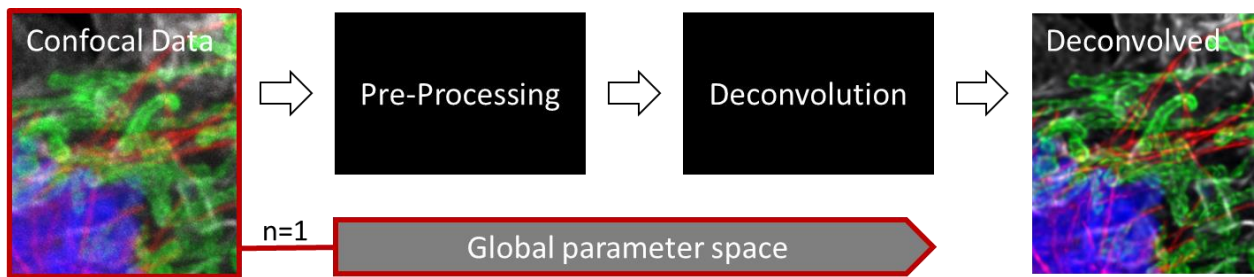 Confocal Data
Pre-Processing
Deconvolution
Deconvolved
n=1
Global parameter space